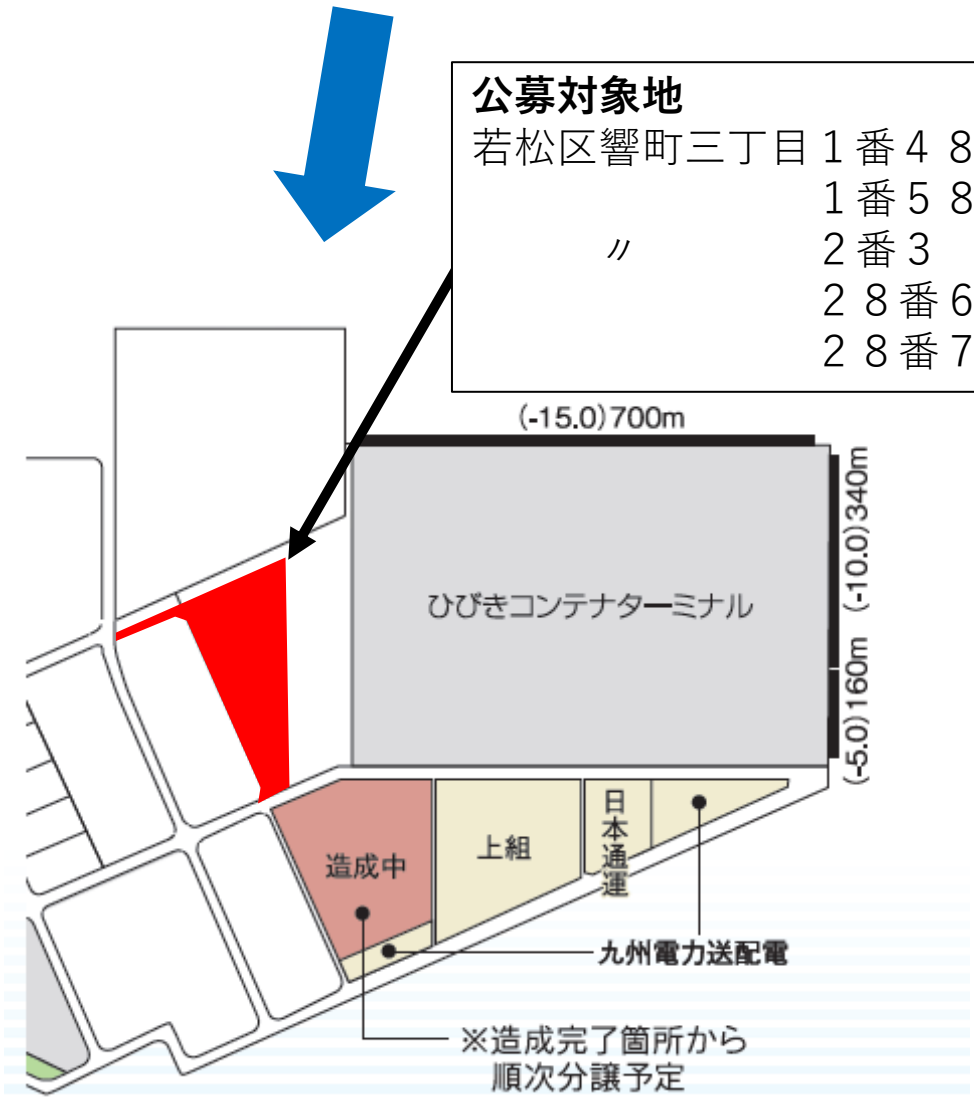 公募対象地
若松区響町三丁目１番４８
１番５８
〃 ２番３
２８番６
２８番７
(-15.0)700m
(-10.0)340m
(-5.0)160m
ひびきコンテナターミナル
造成中
上組
日本通運
九州電力送配電
※造成完了箇所から
順次分譲予定